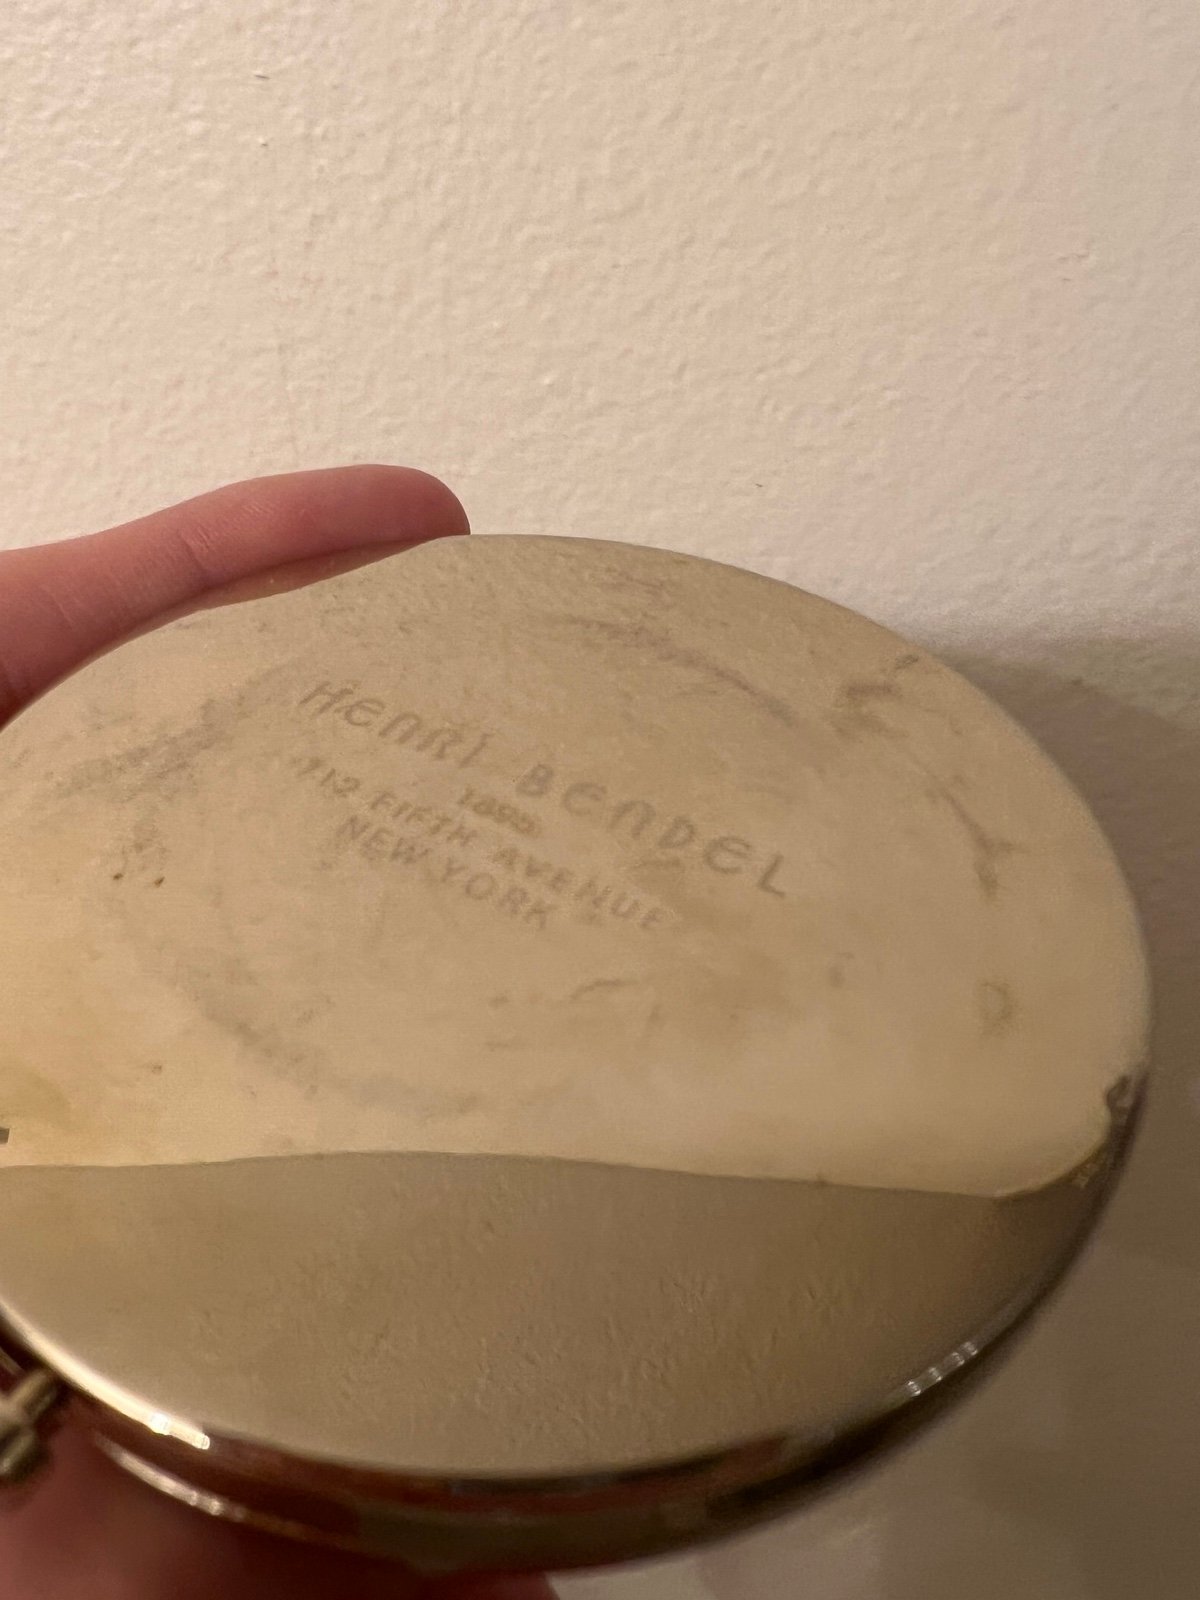 HENRI BENDEL
1895
712 FIFTH AVENUE
NEW YORK